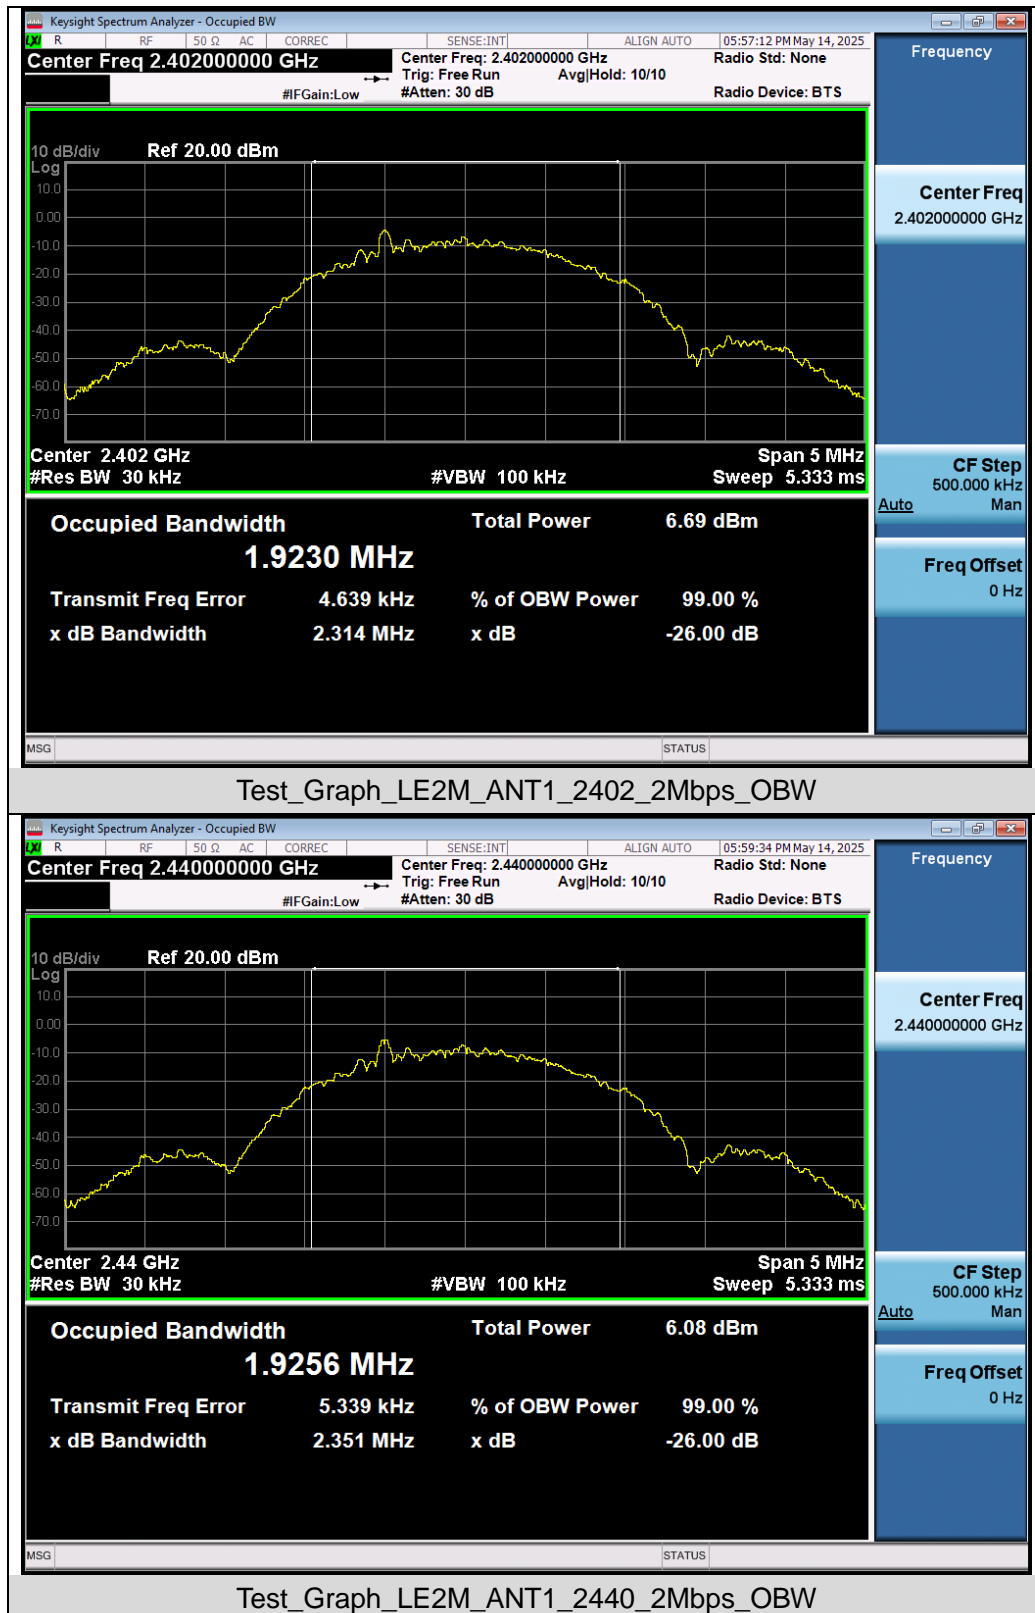 Keysight Spectrum Analyzer - Occupied BW
LXI R RF 50 Ω AC CORREC SENSE:INT ALIGN AUTO 05:57:12 PM May 14, 2025
Center Freq 2.402000000 GHz
Center Freq: 2.402000000 GHz
Radio Std: None
Trig: Free Run Avg|Hold: 10/10
#IFGain:Low
#Atten: 30 dB
Radio Device: BTS
Frequency
10 dB/div Ref 20.00 dBm
Log
10.0
0.00
-10.0
-20.0
-30.0
-40.0
-50.0
-60.0
-70.0
Center Freq
2.402000000 GHz
Center 2.402 GHz Span 5 MHz
#Res BW 30 kHz #VBW 100 kHz Sweep 5.333 ms
CF Step
500.000 kHz
Auto Man
Occupied Bandwidth Total Power 6.69 dBm
1.9230 MHz
Transmit Freq Error 4.639 kHz % of OBW Power 99.00 %
x dB Bandwidth 2.314 MHz x dB -26.00 dB
Freq Offset
0 Hz
MSG STATUS
Test_Graph_LE2M_ANT1_2402_2Mbps_OBW
Keysight Spectrum Analyzer - Occupied BW
LXI R RF 50 Ω AC CORREC SENSE:INT ALIGN AUTO 05:59:34 PM May 14, 2025
Center Freq 2.440000000 GHz
Center Freq: 2.440000000 GHz
Radio Std: None
Trig: Free Run Avg|Hold: 10/10
#IFGain:Low
#Atten: 30 dB
Radio Device: BTS
Frequency
10 dB/div Ref 20.00 dBm
Log
10.0
0.00
-10.0
-20.0
-30.0
-40.0
-50.0
-60.0
-70.0
Center Freq
2.440000000 GHz
Center 2.44 GHz Span 5 MHz
#Res BW 30 kHz #VBW 100 kHz Sweep 5.333 ms
CF Step
500.000 kHz
Auto Man
Occupied Bandwidth Total Power 6.08 dBm
1.9256 MHz
Transmit Freq Error 5.339 kHz % of OBW Power 99.00 %
x dB Bandwidth 2.351 MHz x dB -26.00 dB
Freq Offset
0 Hz
MSG STATUS
Test_Graph_LE2M_ANT1_2440_2Mbps_OBW